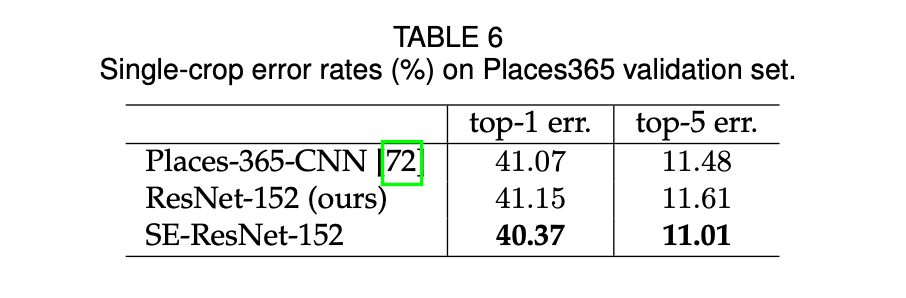 TABLE 6
Single-crop error rates (%) on Places365 validation set.
top-1 err. top-5 err.
Places-365-CNN [72] 41.07 11.48
ResNet-152 (ours) 41.15 11.61
SE-ResNet-152 40.37 11.01